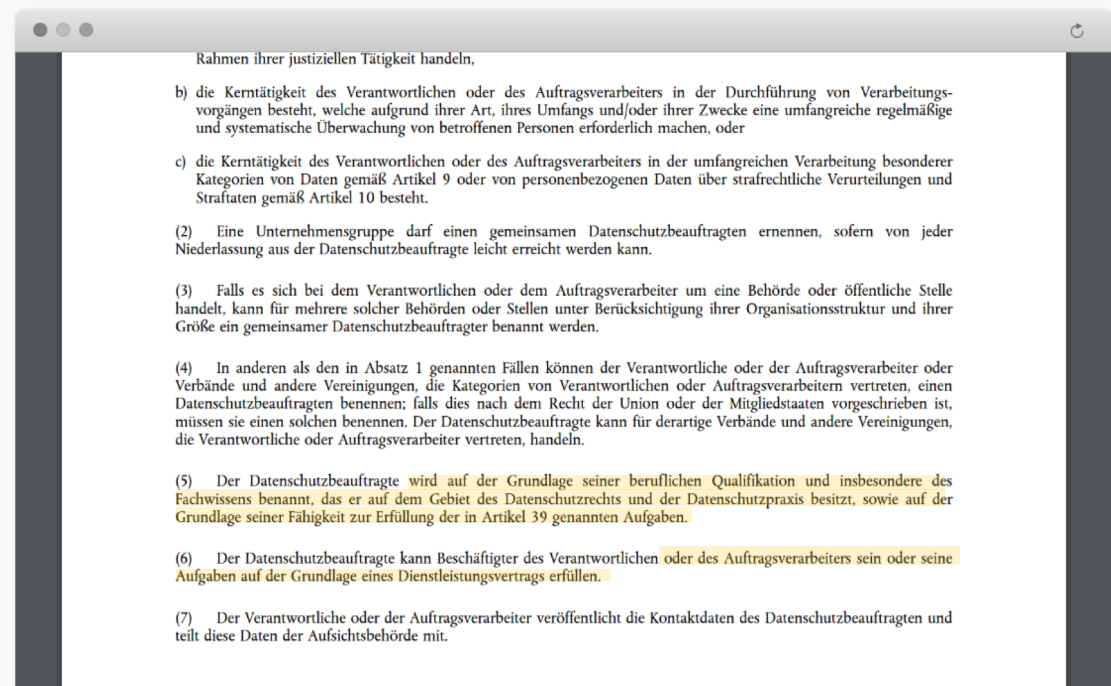 Rahmen ihrer justiziellen Tätigkeit handeln,
b) die Kerntätigkeit des Verantwortlichen oder des Auftragsverarbeiters in der Durchführung von Verarbeitungs-
vorgängen besteht, welche aufgrund ihrer Art, ihres Umfangs und/oder ihrer Zwecke eine umfangreiche regelmäßige
und systematische Überwachung von betroffenen Personen erforderlich machen, oder
c) die Kerntätigkeit des Verantwortlichen oder des Auftragsverarbeiters in der umfangreichen Verarbeitung besonderer
Kategorien von Daten gemäß Artikel 9 oder von personenbezogenen Daten über strafrechtliche Verurteilungen und
Straftaten gemäß Artikel 10 besteht.
(2) Eine Unternehmensgruppe darf einen gemeinsamen Datenschutzbeauftragten ernennen, sofern von jeder
Niederlassung aus der Datenschutzbeauftragte leicht erreicht werden kann.
(3) Falls es sich bei dem Verantwortlichen oder dem Auftragsverarbeiter um eine Behörde oder öffentliche Stelle
handelt, kann für mehrere solcher Behörden oder Stellen unter Berücksichtigung ihrer Organisationsstruktur und ihrer
Größe ein gemeinsamer Datenschutzbeauftragter benannt werden.
(4) In anderen als den in Absatz 1 genannten Fällen können der Verantwortliche oder der Auftragsverarbeiter oder
Verbände und andere Vereinigungen, die Kategorien von Verantwortlichen oder Auftragsverarbeitern vertreten, einen
Datenschutzbeauftragten benennen; falls dies nach dem Recht der Union oder der Mitgliedstaaten vorgeschrieben ist,
müssen sie einen solchen benennen. Der Datenschutzbeauftragte kann für derartige Verbände und andere Vereinigungen,
die Verantwortliche oder Auftragsverarbeiter vertreten, handeln.
(5) Der Datenschutzbeauftragte wird auf der Grundlage seiner beruflichen Qualifikation und insbesondere des
Fachwissens benannt, das er auf dem Gebiet des Datenschutzrechts und der Datenschutzpraxis besitzt, sowie auf der
Grundlage seiner Fähigkeit zur Erfüllung der in Artikel 39 genannten Aufgaben.
(6) Der Datenschutzbeauftragte kann Beschäftigter des Verantwortlichen oder des Auftragsverarbeiters sein oder seine
Aufgaben auf der Grundlage eines Dienstleistungsvertrags erfüllen.
(7) Der Verantwortliche oder der Auftragsverarbeiter veröffentlicht die Kontaktdaten des Datenschutzbeauftragten und
teilt diese Daten der Aufsichtsbehörde mit.